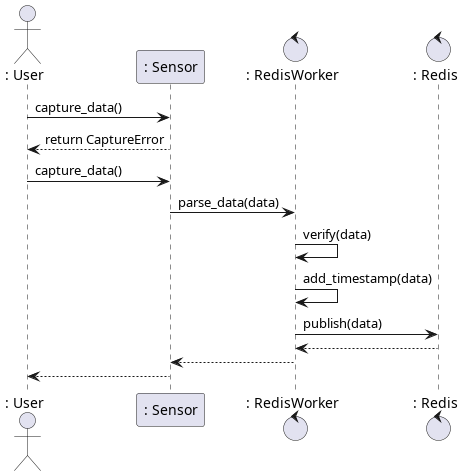 : User
: Sensor
: RedisWorker
: Redis
capture_data()
return CaptureError
capture_data()
parse_data(data)
verify(data)
add_timestamp(data)
publish(data)
: User
: Sensor
: RedisWorker
: Redis